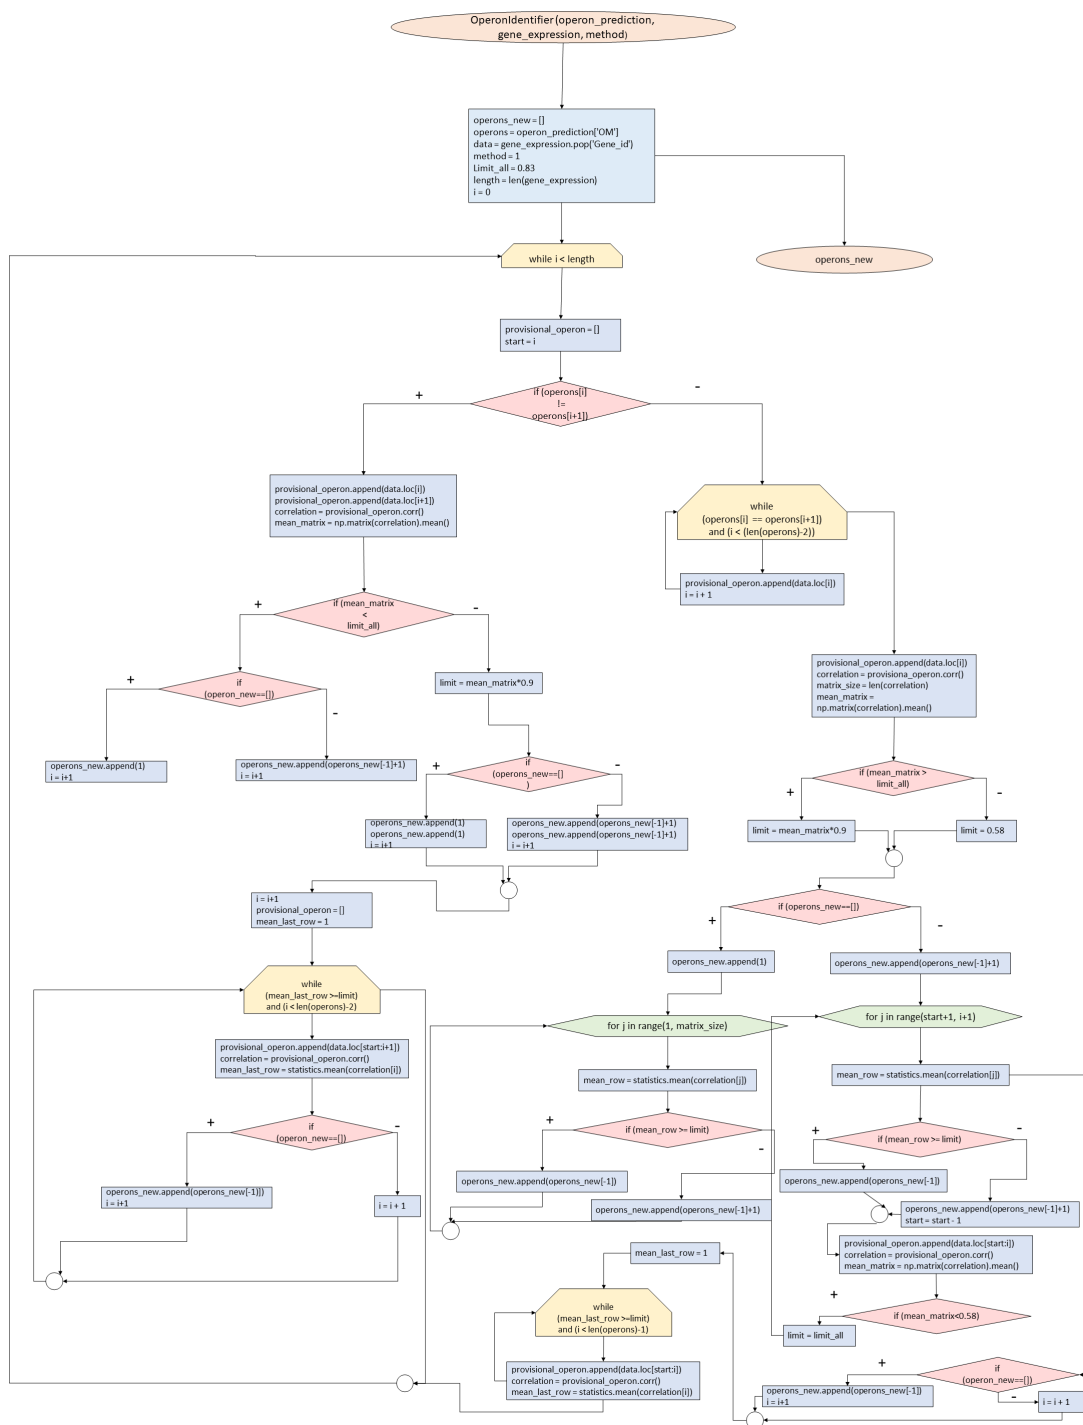 OperonIdentifier(operon_prediction,
gene_expression, method)
operons_new = []
operons = operon_prediction['OM']
data = gene_expression.pop('Gene_id')
method = 1
Limit_all = 0.83
length = len(gene_expression)
i = 0
while i < length
operons_new
provisional_operon = []
start = i
+
-
if (operons[i]
!=
operons[i+1])
provisional_operon.append(data.loc[i])
provisional_operon.append(data.loc[i+1])
correlation = provisional_operon.corr()
mean_matrix = np.matrix(correlation).mean()
while
(operons[i] == operons[i+1])
and (i < (len(operons)-2))
provisional_operon.append(data.loc[i])
i = i + 1
+
-
if (mean_matrix
<
limit_all)
+
-
if
(operon_new==[])
limit = mean_matrix*0.9
provisional_operon.append(data.loc[i])
correlation = provisiona_operon.corr()
matrix_size = len(correlation)
mean_matrix =
np.matrix(correlation).mean()
operons_new.append(1)
i = i+1
operons_new.append(operons_new[-1]+1)
i = i+1
+
-
if
(operons_new==[]
)
+
-
if (mean_matrix >
limit_all)
operons_new.append(1)
operons_new.append(1)
i = i+1
operons_new.append(operons_new[-1]+1)
operons_new.append(operons_new[-1]+1)
i = i+1
limit = mean_matrix*0.9
limit = 0.58
i = i+1
provisional_operon = []
mean_last_row = 1
+
-
if (operons_new==[])
operons_new.append(1)
operons_new.append(operons_new[-1]+1)
while
(mean_last_row >=limit)
and (i < len(operons)-2)
for j in range(1, matrix_size)
for j in range(start+1, i+1)
provisional_operon.append(data.loc[start:i+1])
correlation = provisional_operon.corr()
mean_last_row = statistics.mean(correlation[i])
mean_row = statistics.mean(correlation[j])
mean_row = statistics.mean(correlation[j])
+
-
if
(operon_new==[])
+
-
if (mean_row >= limit)
+
-
if (mean_row >= limit)
operons_new.append(operons_new[-1])
i = i+1
i = i + 1
operons_new.append(operons_new[-1])
operons_new.append(operons_new[-1]+1)
operons_new.append(operons_new[-1])
operons_new.append(operons_new[-1]+1)
start = start - 1
mean_last_row = 1
provisional_operon.append(data.loc[start:i])
correlation = provisional_operon.corr()
mean_matrix = np.matrix(correlation).mean()
while
(mean_last_row >=limit)
and (i < len(operons)-1)
+
if (mean_matrix<0.58)
limit = limit_all
provisional_operon.append(data.loc[start:i])
correlation = provisional_operon.corr()
mean_last_row = statistics.mean(correlation[i])
+
-
if
(operon_new==[])
operons_new.append(operons_new[-1])
i = i+1
i = i + 1